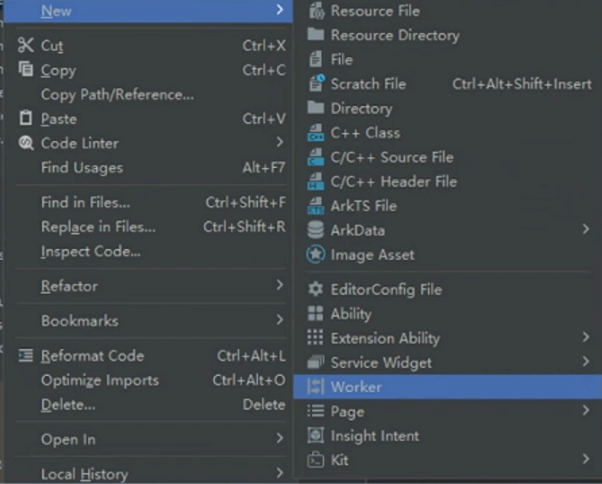 New
Cut Ctrl+X
Copy Ctrl+C
Copy Path/Reference...
Paste Ctrl+V
Code Linter
Find Usages Alt+F7
Find in Files... Ctrl+Shift+F
Replace in Files... Ctrl+Shift+R
Inspect Code...
Refactor
Bookmarks
Reformat Code Ctrl+Alt+L
Optimize Imports Ctrl+Alt+O
Delete... Delete
Open In
Local History
Resource File
Resource Directory
File
Scratch File Ctrl+Alt+Shift+Insert
Directory
C++ Class
C/C++ Source File
C/C++ Header File
ArkTS File
ArkData
Image Asset
EditorConfig File
Ability
Extension Ability
Service Widget
Worker
Page
Insight Intent
Kit